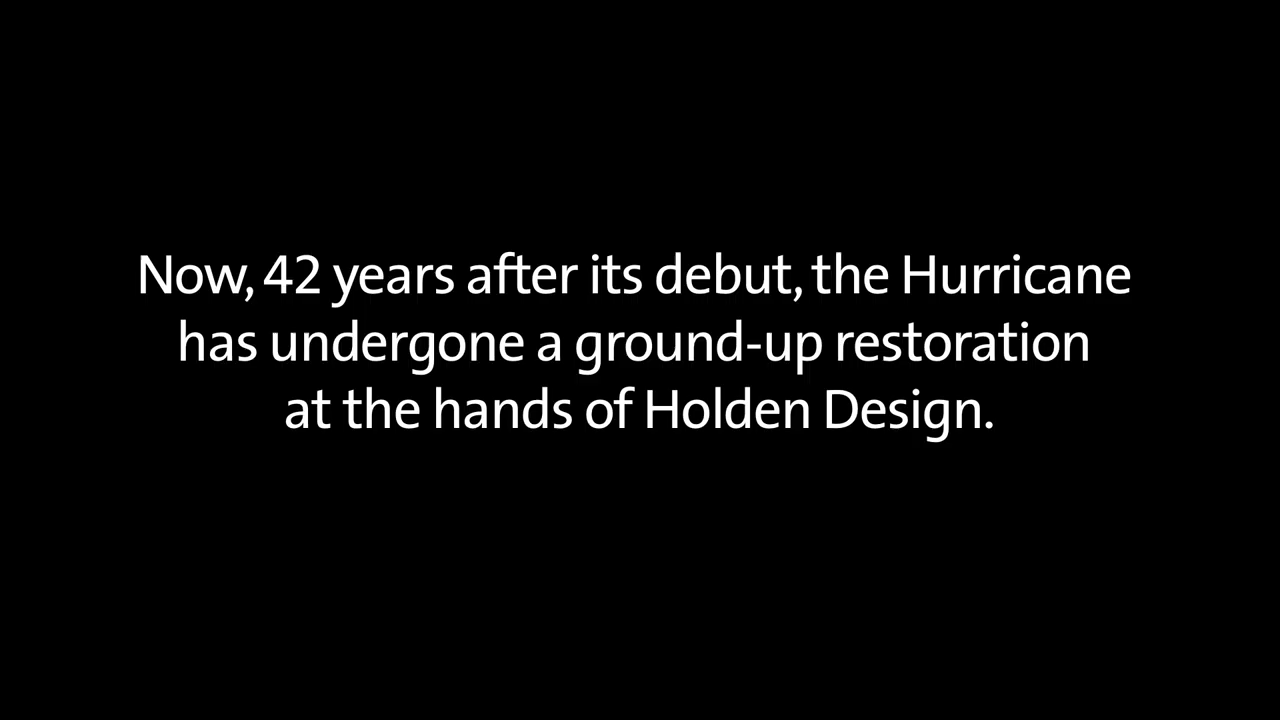 Now, 42 years after its debut, the Hurricane
has undergone a ground-up restoration
at the hands of Holden Design.